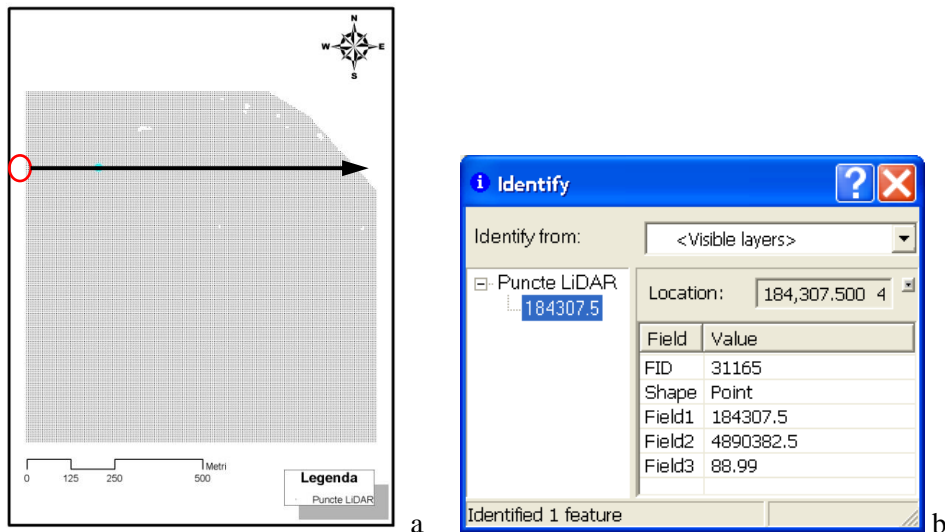 N
W E
S
0 125 250 500
Metri
Legenda
Puncte LiDAR
a
Identify
Identify from: <Visible layers>
Puncte LiDAR
184307.5
Location: 184,307.500 4
Field Value
FID 31165
Shape Point
Field1 184307.5
Field2 4890382.5
Field3 88.99
Identified 1 feature
b